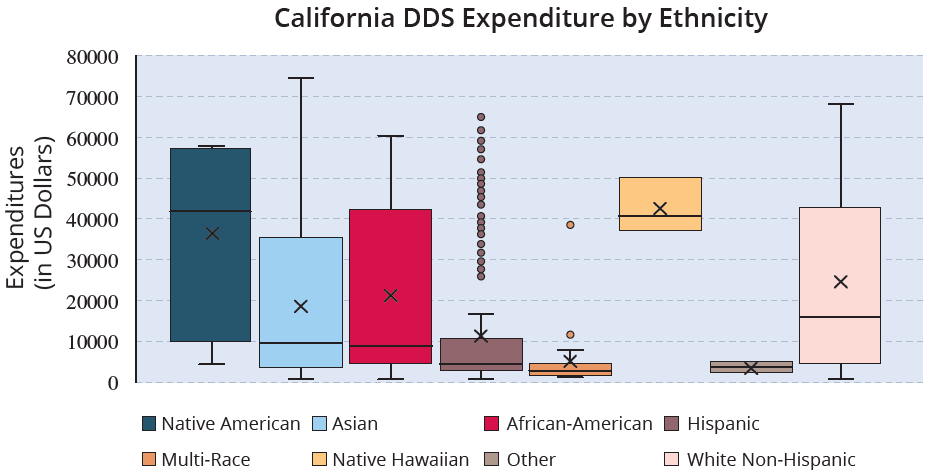 California DDS Expenditure by Ethnicity
Expenditures
(in US Dollars)
80000
70000
60000
50000
40000
30000
20000
10000
0
Native American
Asian
African-American
Hispanic
Multi-Race
Native Hawaiian
Other
White Non-Hispanic